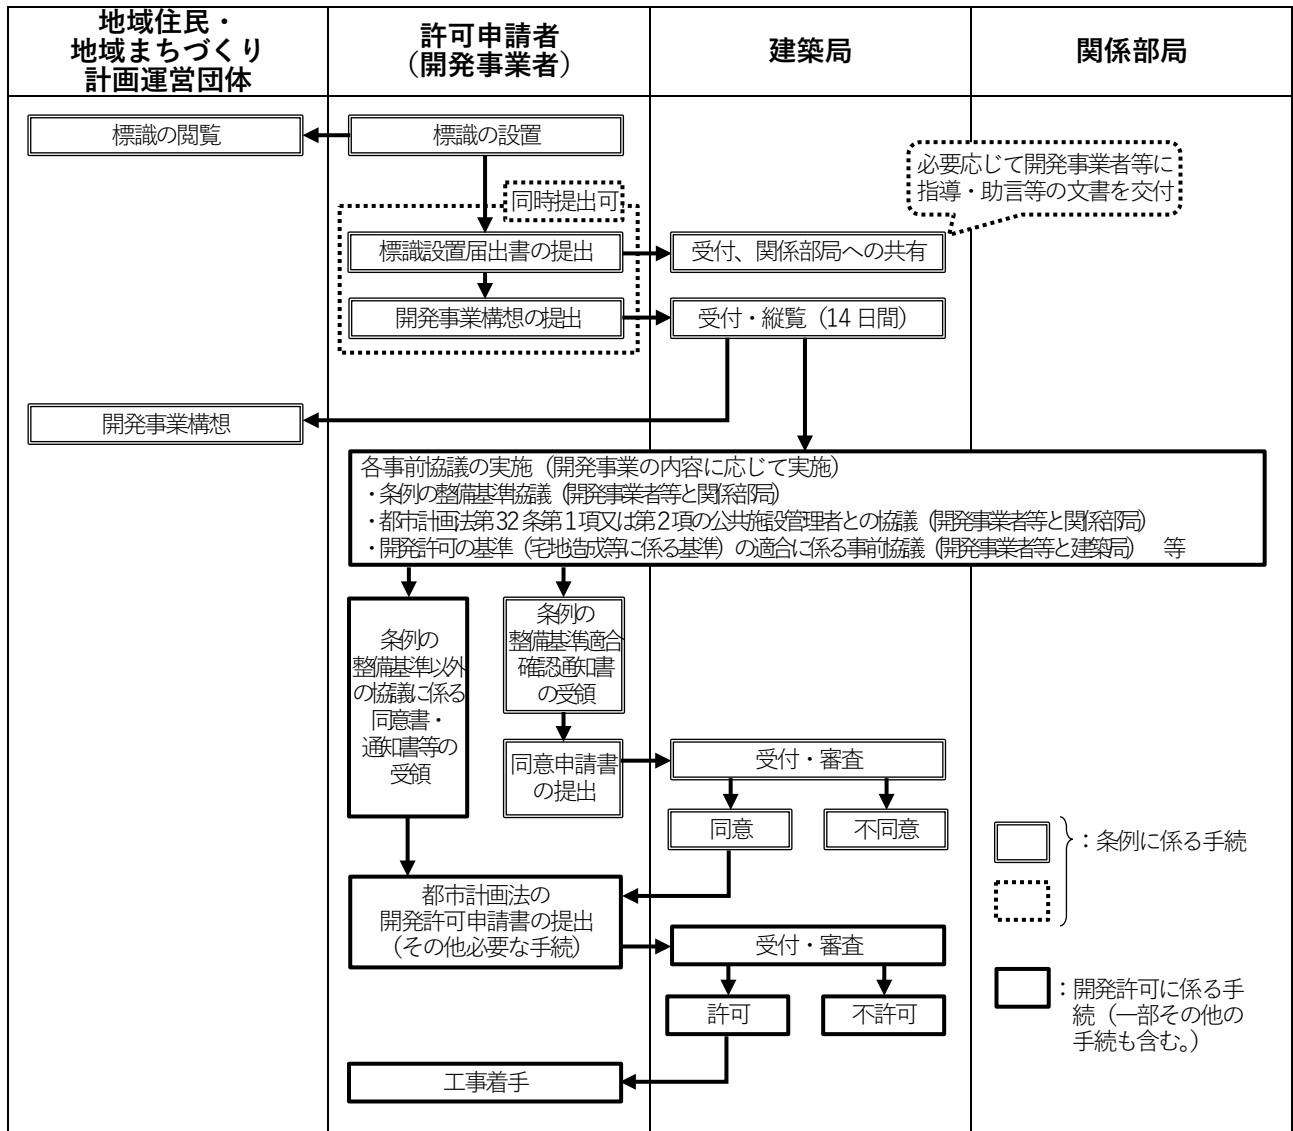 地域住民・
地域まちづくり
計画運営団体
許可申請者
（開発事業者）
建築局
関係部局
標識の閲覧
標識の設置
必要応じて開発事業者等に
指導・助言等の文書を交付
同時提出可
標識設置届出書の提出
受付、関係部局への共有
開発事業構想の提出
受付・縦覧（14日間）
開発事業構想
各事前協議の実施（開発事業の内容に応じて実施）
・条例の整備基準協議（開発事業者等と関係部局）
・都市計画法第32条第1項又は第2項の公共施設管理者との協議（開発事業者等と関係部局）
・開発許可の基準（宅地造成等に係る基準）の適合に係る事前協議（開発事業者等と建築局）　等
条例の
整備基準以外
の協議に係る
同意書・
通知書等の
受領
条例の
整備基準適合
確認通知書
の受領
同意申請書
の提出
受付・審査
同意
不同意
：条例に係る手続
都市計画法の
開発許可申請書の提出
（その他必要な手続）
受付・審査
許可
不許可
：開発許可に係る手
続（一部その他の
手続も含む。）
工事着手